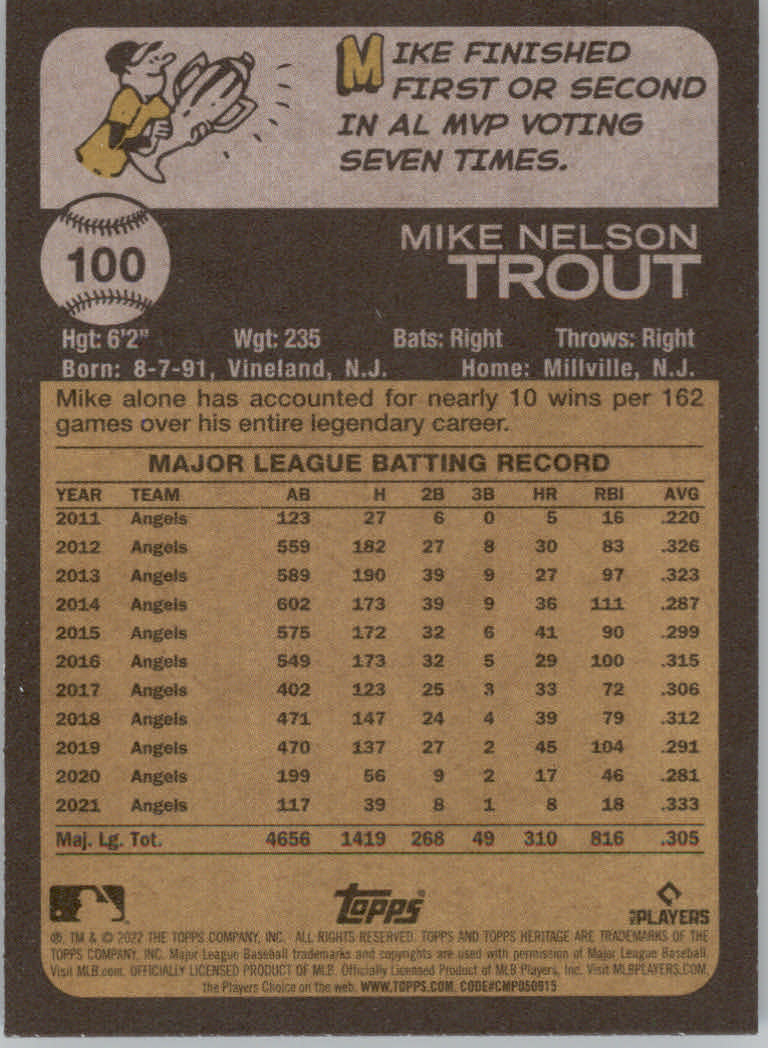 MIKE FINISHED
FIRST OR SECOND
IN AL MVP VOTING
SEVEN TIMES.
100
MIKE NELSON
TROUT
Hgt: 6'2" Wgt: 235 Bats: Right Throws: Right
Born: 8-7-91, Vineland, N.J. Home: Millville, N.J.
Mike alone has accounted for nearly 10 wins per 162
games over his entire legendary career.
MAJOR LEAGUE BATTING RECORD
YEAR TEAM AB H 2B 3B HR RBI AVG
2011 Angels 123 27 6 0 5 16 .220
2012 Angels 559 182 27 8 30 83 .326
2013 Angels 589 190 39 9 27 97 .323
2014 Angels 602 173 39 9 36 111 .287
2015 Angels 575 172 32 6 41 90 .299
2016 Angels 549 173 32 5 29 100 .315
2017 Angels 402 123 25 3 33 72 .306
2018 Angels 471 147 24 4 39 79 .312
2019 Angels 470 137 27 2 45 104 .291
2020 Angels 199 56 9 2 17 46 .281
2021 Angels 117 39 8 1 8 18 .333
Maj. Lg. Tot. 4656 1419 268 49 310 816 .305
Topps®
MLB PLAYERS
®, TM & © 2022 THE TOPPS COMPANY, INC. ALL RIGHTS RESERVED. TOPPS AND TOPPS HERITAGE ARE TRADEMARKS OF THE
TOPPS COMPANY, INC. Major League Baseball trademarks and copyrights are used with permission of Major League Baseball.
Visit MLB.com. OFFICIALLY LICENSED PRODUCT OF MLB. Officially Licensed Product of MLB Players, Inc. Visit MLBPLAYERS.COM,
the Players Choice on the web. WWW.TOPPS.COM. CODE#CMP050915